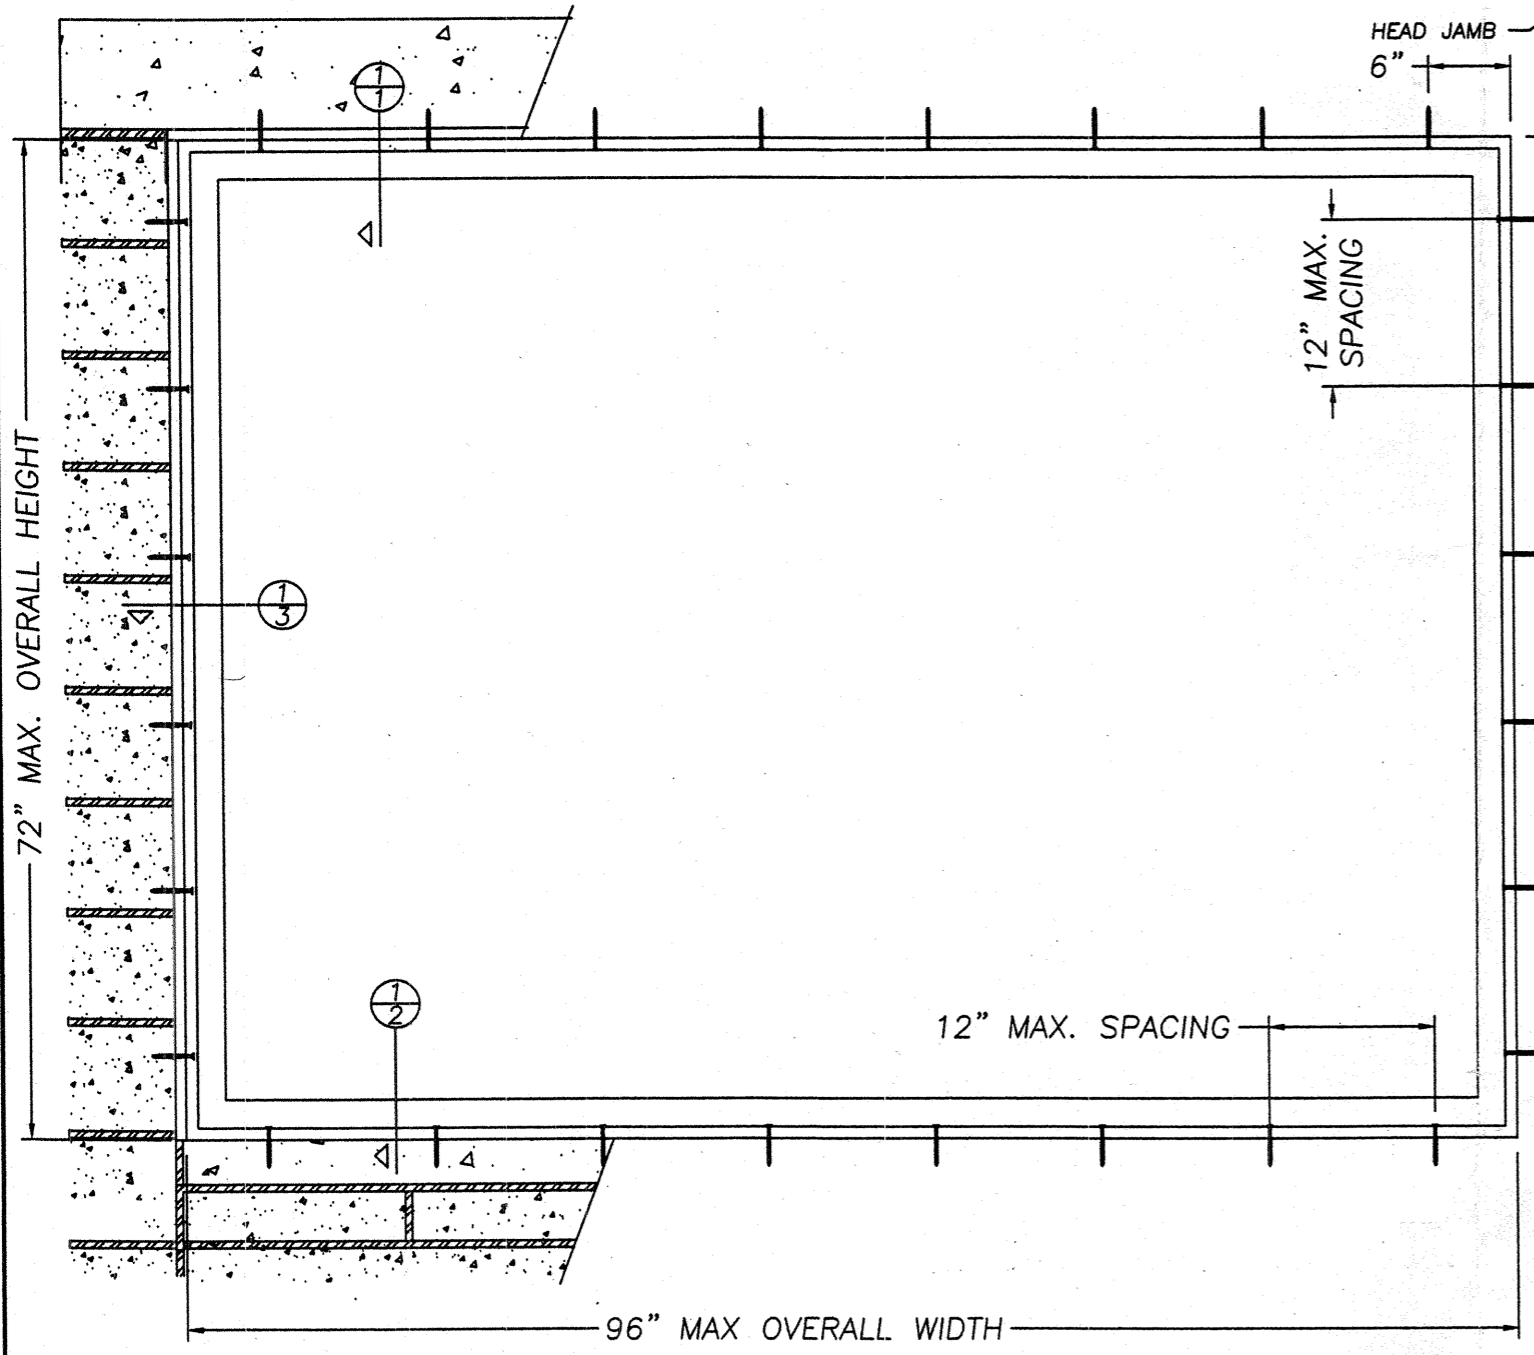 HEAD JAMB
6"
1
1
12" MAX.
SPACING
72" MAX. OVERALL HEIGHT
1
3
1
2
12" MAX. SPACING
96" MAX OVERALL WIDTH